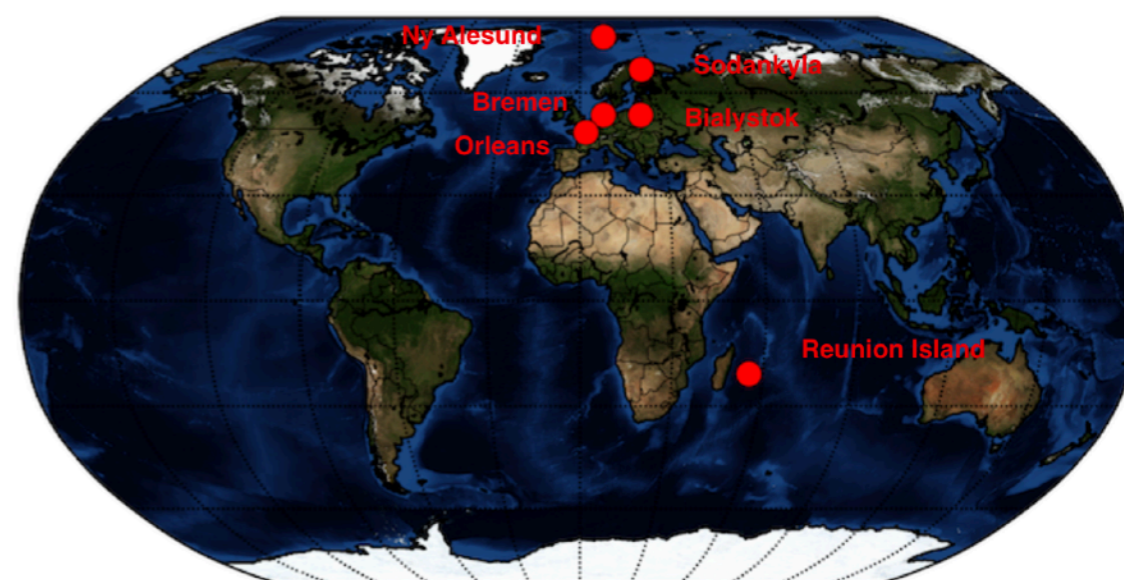 Ny Alesund
Sodankyla
Bremen
Bialystok
Orleans
Reunion Island